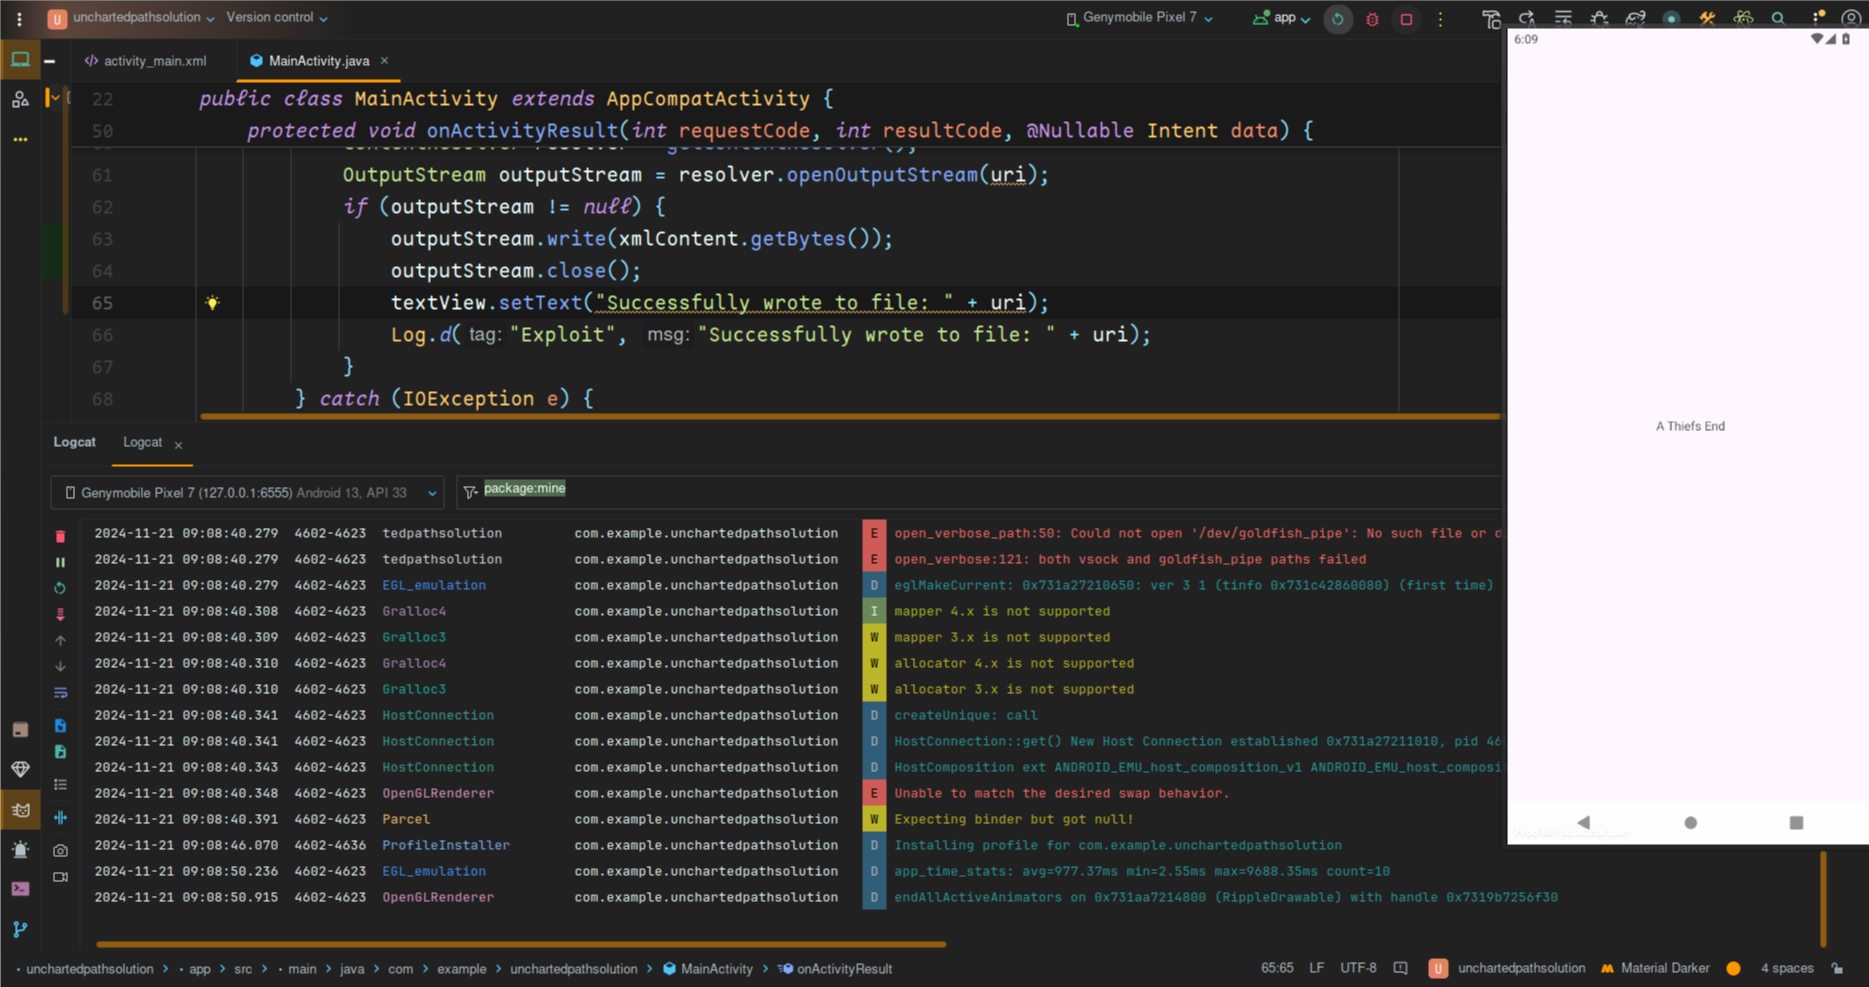 U unchartedpathsolution Version control Genymobile Pixel 7 app
activity_main.xml MainActivity.java
22 public class MainActivity extends AppCompatActivity {
50 protected void onActivityResult(int requestCode, int resultCode, @Nullable Intent data) {
61 OutputStream outputStream = resolver.openOutputStream(uri);
62 if (outputStream != null) {
63 outputStream.write(xmlContent.getBytes());
64 outputStream.close();
65 textView.setText("Successfully wrote to file: " + uri);
66 Log.d( tag: "Exploit", msg: "Successfully wrote to file: " + uri);
67 }
68 } catch (IOException e) {
Logcat Logcat
Genymobile Pixel 7 (127.0.0.1:6555) Android 13, API 33 package:mine
2024-11-21 09:08:40.279 4602-4623 tedpathsolution com.example.unchartedpathsolution E open_verbose_path:50: Could not open '/dev/goldfish_pipe': No such file or d
2024-11-21 09:08:40.279 4602-4623 tedpathsolution com.example.unchartedpathsolution E open_verbose:121: both vsock and goldfish_pipe paths failed
2024-11-21 09:08:40.279 4602-4623 EGL_emulation com.example.unchartedpathsolution D eglMakeCurrent: 0x731a27210650: ver 3 1 (tinfo 0x731c42860080) (first time)
2024-11-21 09:08:40.308 4602-4623 Gralloc4 com.example.unchartedpathsolution I mapper 4.x is not supported
2024-11-21 09:08:40.309 4602-4623 Gralloc3 com.example.unchartedpathsolution W mapper 3.x is not supported
2024-11-21 09:08:40.310 4602-4623 Gralloc4 com.example.unchartedpathsolution W allocator 4.x is not supported
2024-11-21 09:08:40.310 4602-4623 Gralloc3 com.example.unchartedpathsolution W allocator 3.x is not supported
2024-11-21 09:08:40.341 4602-4623 HostConnection com.example.unchartedpathsolution D createUnique: call
2024-11-21 09:08:40.341 4602-4623 HostConnection com.example.unchartedpathsolution D HostConnection::get() New Host Connection established 0x731a27211010, pid 46
2024-11-21 09:08:40.343 4602-4623 HostConnection com.example.unchartedpathsolution D HostComposition ext ANDROID_EMU_host_composition_v1 ANDROID_EMU_host_composi
2024-11-21 09:08:40.348 4602-4623 OpenGLRenderer com.example.unchartedpathsolution E Unable to match the desired swap behavior.
2024-11-21 09:08:40.391 4602-4623 Parcel com.example.unchartedpathsolution W Expecting binder but got null!
2024-11-21 09:08:46.070 4602-4636 ProfileInstaller com.example.unchartedpathsolution D Installing profile for com.example.unchartedpathsolution
2024-11-21 09:08:50.236 4602-4623 EGL_emulation com.example.unchartedpathsolution D app_time_stats: avg=977.37ms min=2.55ms max=9688.35ms count=10
2024-11-21 09:08:50.915 4602-4623 OpenGLRenderer com.example.unchartedpathsolution D endAllActiveAnimators on 0x731aa7214800 (RippleDrawable) with handle 0x7319b7256f30
6:09
A Thiefs End
unchartedpathsolution > app > src > main > java > com > example > unchartedpathsolution > MainActivity > onActivityResult 65:65 LF UTF-8 U unchartedpathsolution Material Darker 4 spaces